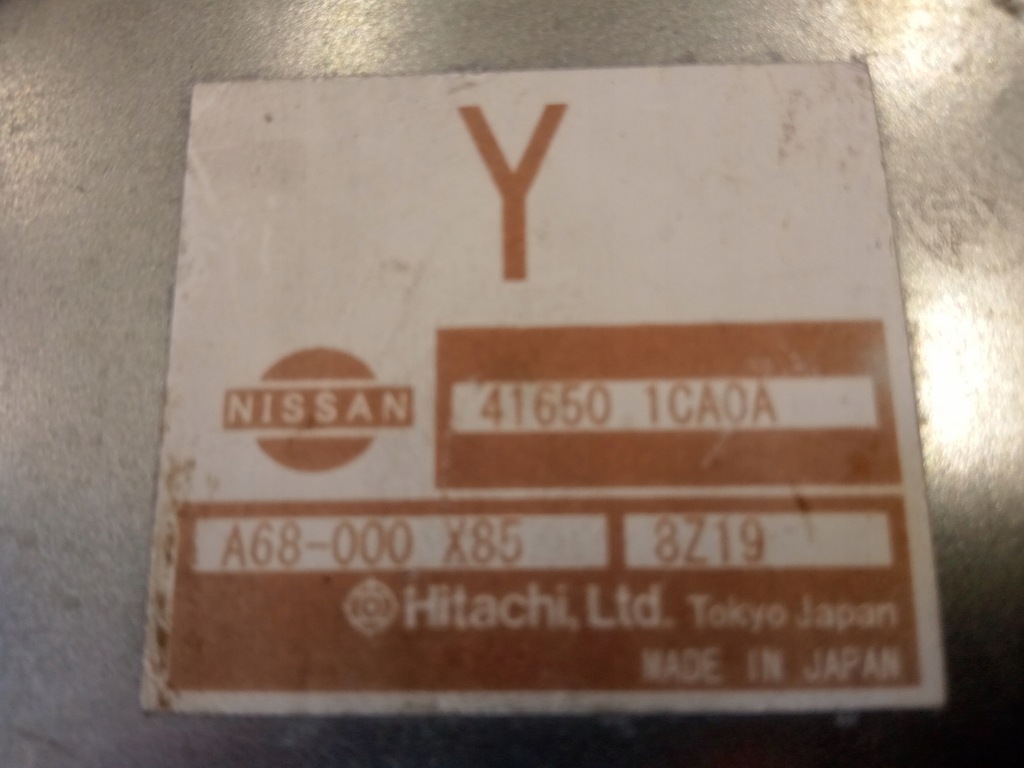 Y
NISSAN
41650 1CA0A
A68-000 X85 8Z19
Hitachi, Ltd. Tokyo Japan
MADE IN JAPAN